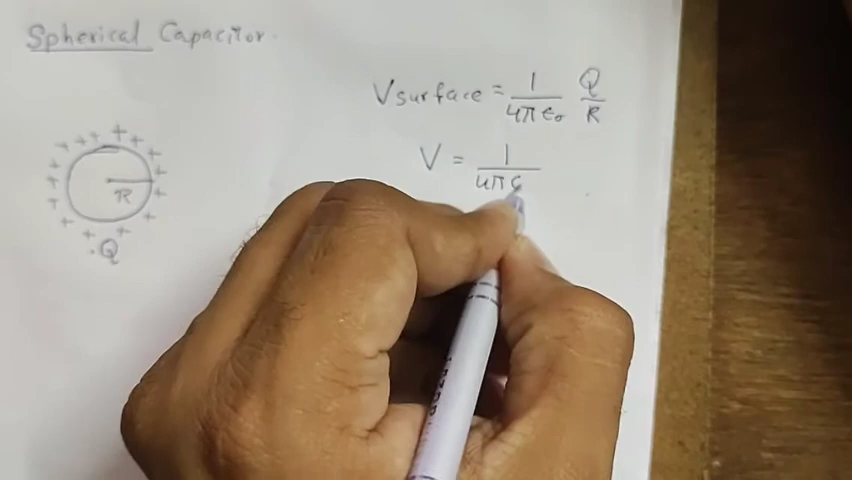 Spherical Capacitor.
Vsurface = 1/4πϵ₀ Q/R
V = 1/4πϵ
R
Q